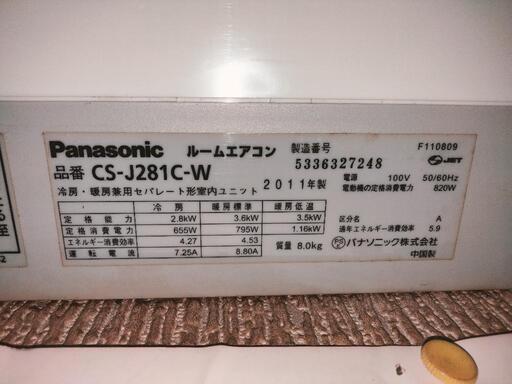 Panasonic ルームエアコン 製造番号 F110809
5336327248 JET
品番 CS-J281C-W
2011年製
電源 100V 50/60Hz
電動機の定格消費電力 820W
冷房・暖房兼用セパレート形室内ユニット
冷房 暖房標準 暖房低温
定格能力 2.8kW 3.6kW 3.5kW
定格消費電力 655W 795W 1.16kW
エネルギー消費効率 4.27 4.53
運転電流 7.25A 8.80A
質量 8.0kg
区分名 A
通年エネルギー消費効率 5.9
PS パナソニック株式会社
中国製